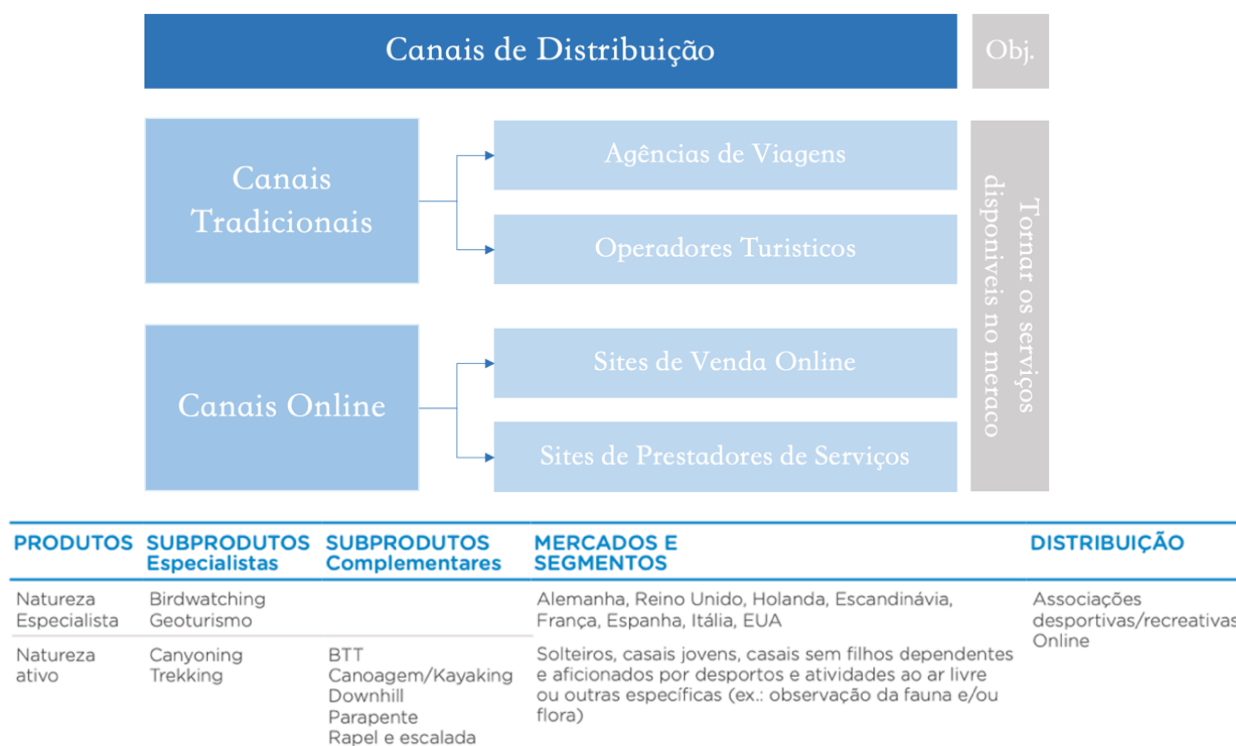 Canais de Distribuição
Obj.
Canais
Tradicionais
Agências de Viagens
Operadores Turisticos
Canais Online
Sites de Venda Online
Sites de Prestadores de Serviços
Tornar os serviços
disponiveis no meraco
PRODUTOS
SUBPRODUTOS
Especialistas
SUBPRODUTOS
Complementares
MERCADOS E
SEGMENTOS
DISTRIBUIÇÃO
Natureza
Especialista
Birdwatching
Geoturismo
Alemanha, Reino Unido, Holanda, Escandinávia,
França, Espanha, Itália, EUA
Associações
desportivas/recreativas
Online
Natureza
ativo
Canyoning
Trekking
BTT
Canoagem/Kayaking
Downhill
Parapente
Rapel e escalada
Solteiros, casais jovens, casais sem filhos dependentes
e aficionados por desportos e atividades ao ar livre
ou outras específicas (ex.: observação da fauna e/ou
flora)